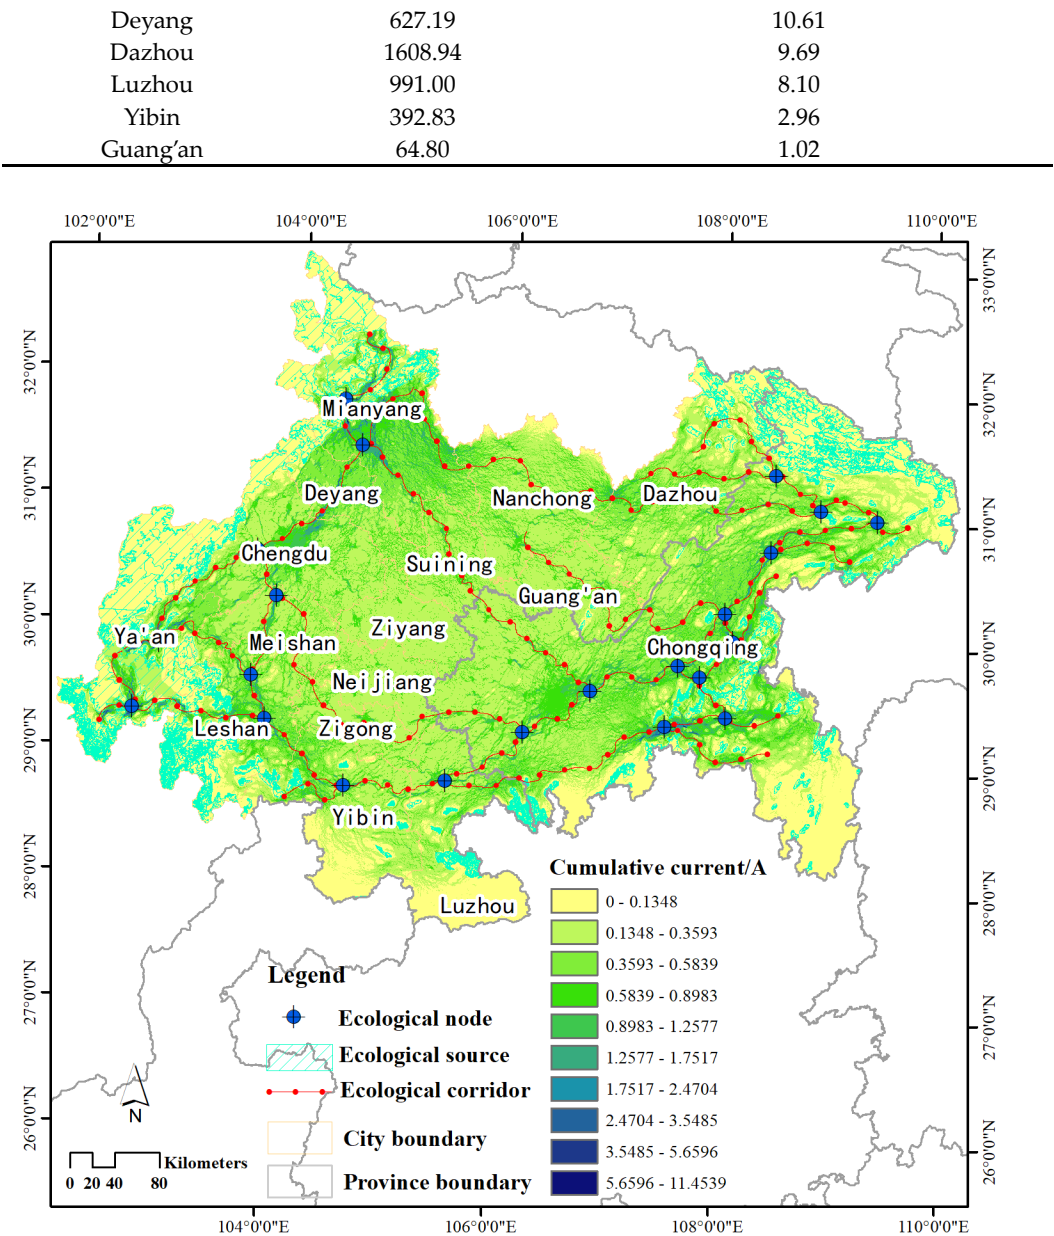 Deyang 627.19 10.61
Dazhou 1608.94 9.69
Luzhou 991.00 8.10
Yibin 392.83 2.96
Guang'an 64.80 1.02
102°0'0"E 104°0'0"E 106°0'0"E 108°0'0"E 110°0'0"E
33°0'0"N
32°0'0"N
32°0'0"N
Mianyang
31°0'0"N
Deyang
Nanchong
Dazhou
31°0'0"N
Chengdu
Suining
Guang'an
30°0'0"N
Ya'an
Meishan
Ziyang
Chongqing
30°0'0"N
Neijiang
Leshan
Zigong
29°0'0"N
29°0'0"N
Yibin
28°0'0"N
Luzhou
28°0'0"N
Cumulative current/A
0 - 0.1348
0.1348 - 0.3593
0.3593 - 0.5839
0.5839 - 0.8983
0.8983 - 1.2577
1.2577 - 1.7517
1.7517 - 2.4704
2.4704 - 3.5485
3.5485 - 5.6596
5.6596 - 11.4539
Legend
Ecological node
Ecological source
Ecological corridor
City boundary
Province boundary
27°0'0"N
27°0'0"N
26°0'0"N
26°0'0"N
N
Kilometers
0 20 40 80
104°0'0"E 106°0'0"E 108°0'0"E 110°0'0"E